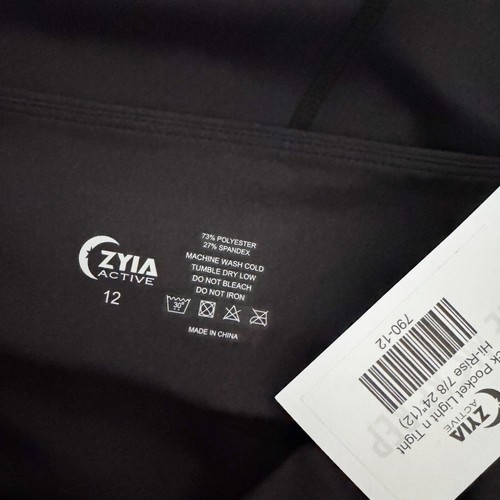 ZYIA
ACTIVE
12
73% POLYESTER
27% SPANDEX
MACHINE WASH COLD
TUMBLE DRY LOW
DO NOT BLEACH
DO NOT IRON
30°
MADE IN CHINA
790-12
k Pocket Light n Tight
Hi-Rise 7/8 24"(12)
ZYIA
ACTIVE